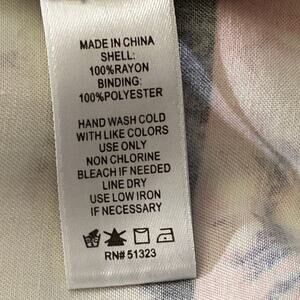 MADE IN CHINA
SHELL:
100%RAYON
BINDING:
100%POLYESTER
HAND WASH COLD
WITH LIKE COLORS
USE ONLY
NON CHLORINE
BLEACH IF NEEDED
LINE DRY
USE LOW IRON
IF NECESSARY
RN# 51323